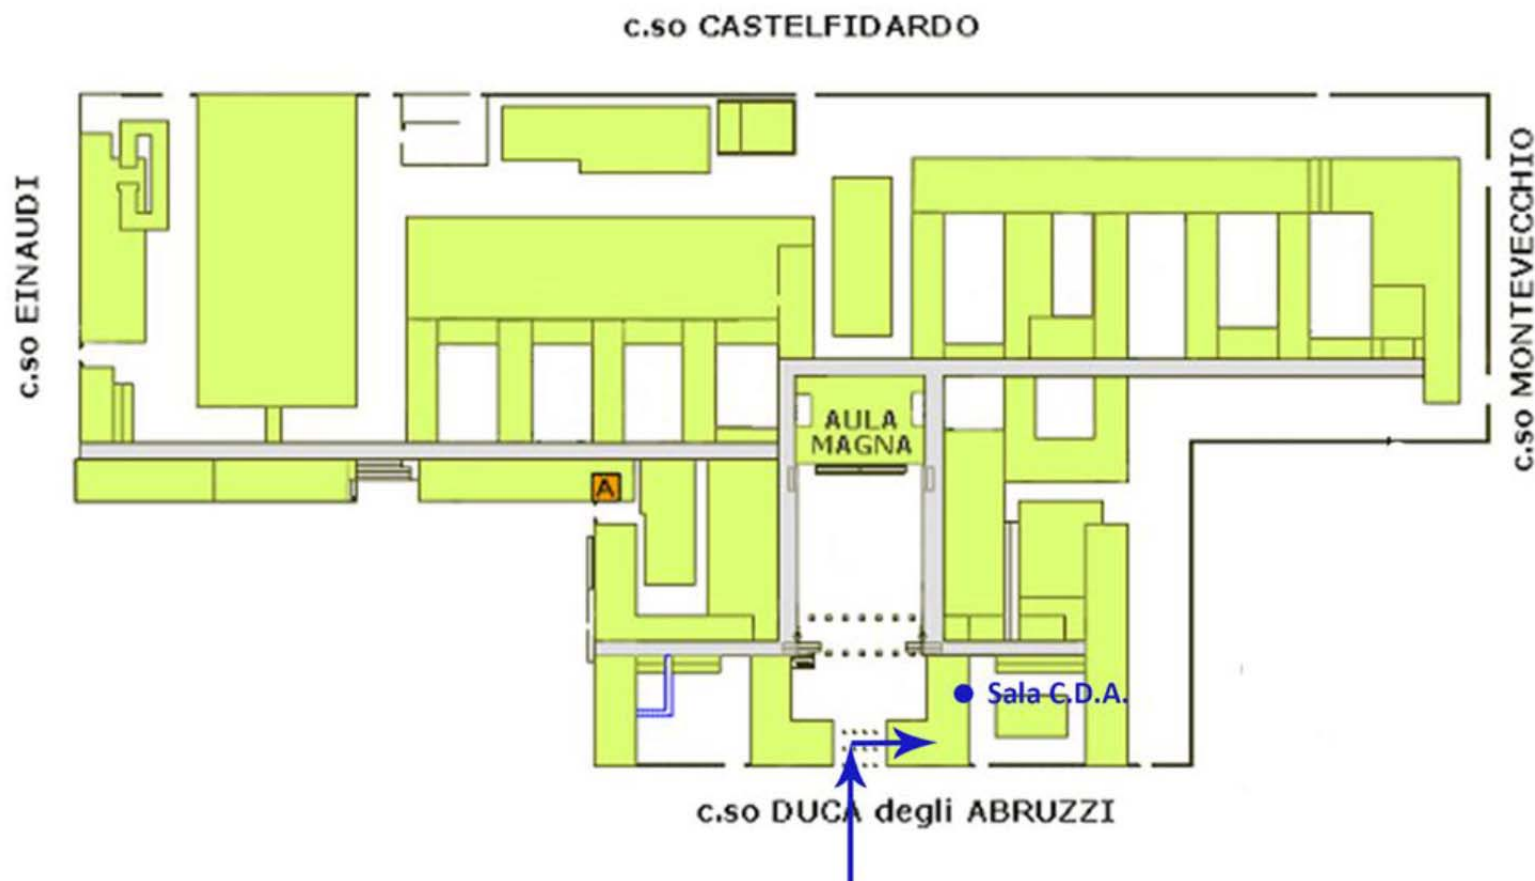 c.so CASTELFIDARDO
c.so EINAUDI
c.so MONTEVECCHIO
AULA
MAGNA
A
Sala C.D.A.
c.so DUCA degli ABRUZZI